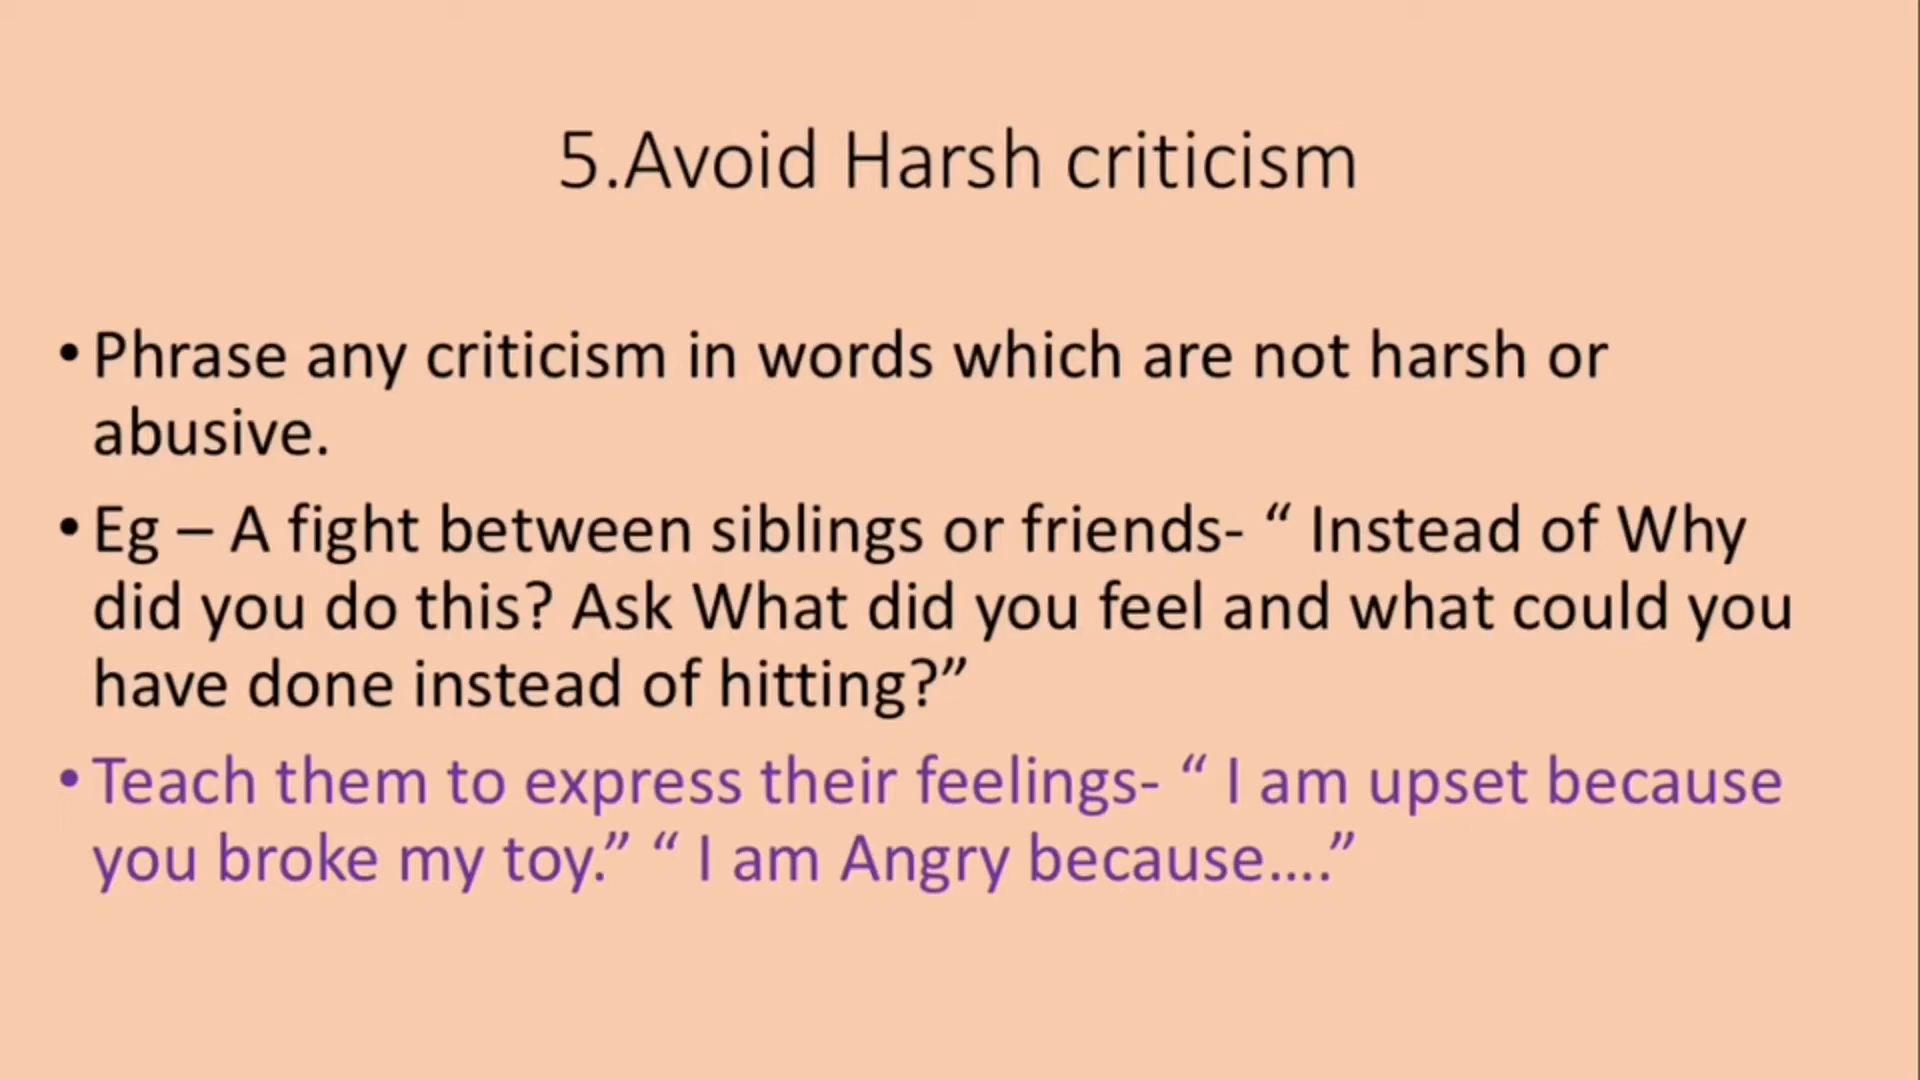 5.Avoid Harsh criticism
• Phrase any criticism in words which are not harsh or
abusive.
• Eg – A fight between siblings or friends- “ Instead of Why
did you do this? Ask What did you feel and what could you
have done instead of hitting?”
• Teach them to express their feelings- “ I am upset because
you broke my toy.” “ I am Angry because….”